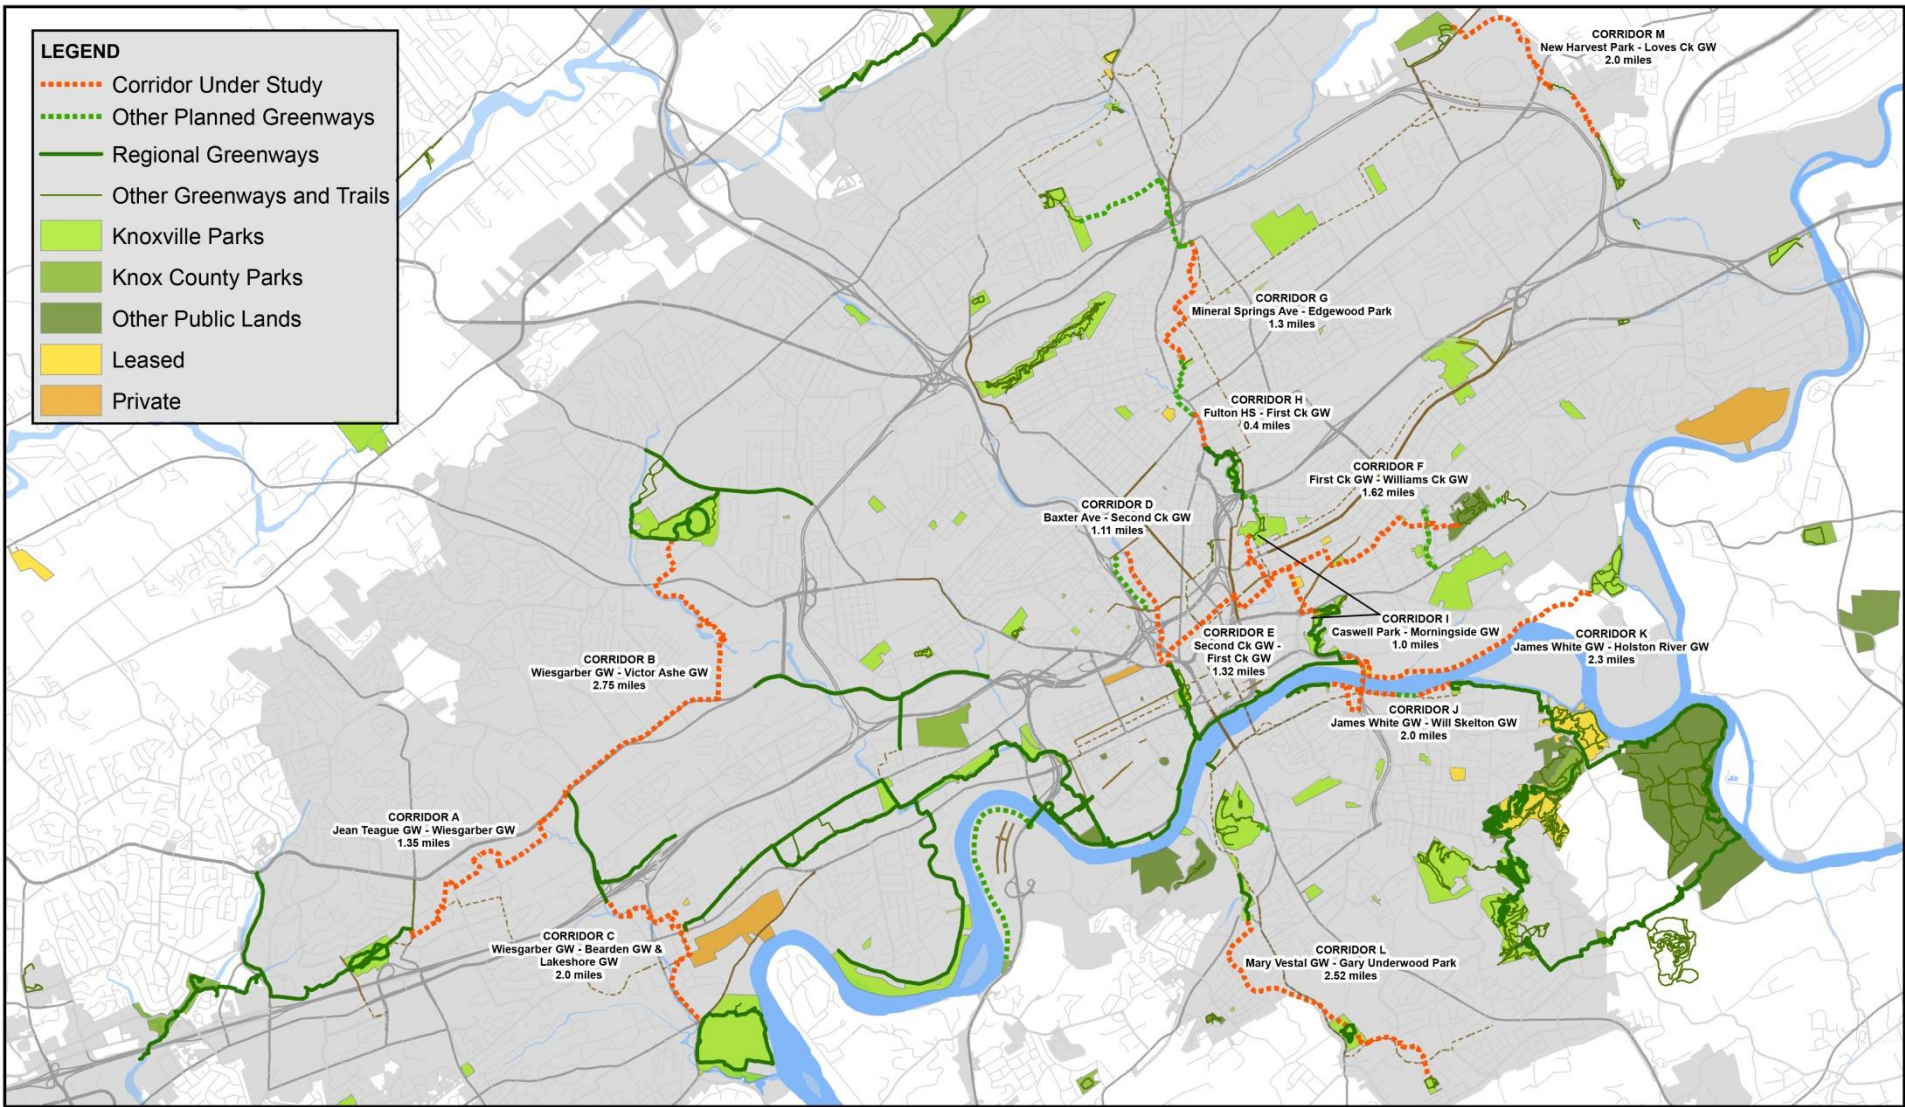 LEGEND
Corridor Under Study
Other Planned Greenways
Regional Greenways
Other Greenways and Trails
Knoxville Parks
Knox County Parks
Other Public Lands
Leased
Private
CORRIDOR M
New Harvest Park - Loves Ck GW
2.0 miles
CORRIDOR G
Mineral Springs Ave - Edgewood Park
1.3 miles
CORRIDOR H
Fulton HS - First Ck GW
0.4 miles
CORRIDOR F
First Ck GW - Williams Ck GW
1.62 miles
CORRIDOR D
Baxter Ave - Second Ck GW
1.11 miles
CORRIDOR I
Caswell Park - Morningside GW
1.0 miles
CORRIDOR K
James White GW - Holston River GW
2.3 miles
CORRIDOR E
Second Ck GW -
First Ck GW
1.32 miles
CORRIDOR B
Wiesgarber GW - Victor Ashe GW
2.75 miles
CORRIDOR J
James White GW - Will Skelton GW
2.0 miles
CORRIDOR A
Jean Teague GW - Wiesgarber GW
1.35 miles
CORRIDOR C
Wiesgarber GW - Bearden GW &
Lakeshore GW
2.0 miles
CORRIDOR L
Mary Vestal GW - Gary Underwood Park
2.52 miles